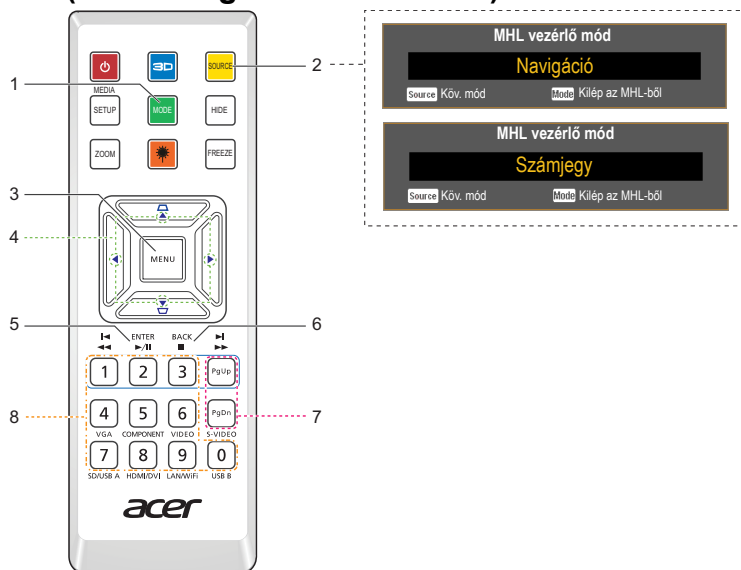 1
2
3
4
5
6
7
8
3D
SOURCE
MEDIA
SETUP
MODE
HIDE
ZOOM
FREEZE
MENU
ENTER BACK
1 2 3 PgUp
4 5 6 PgDn
VGA COMPONENT VIDEO S-VIDEO
7 8 9 0
SD/USB A HDMI/DVI LAN/WiFi USB B
acer
MHL vezérlő mód
Navigáció
Source Köv. mód Mode Kilép az MHL-ből
MHL vezérlő mód
Számjegy
Source Köv. mód Mode Kilép az MHL-ből